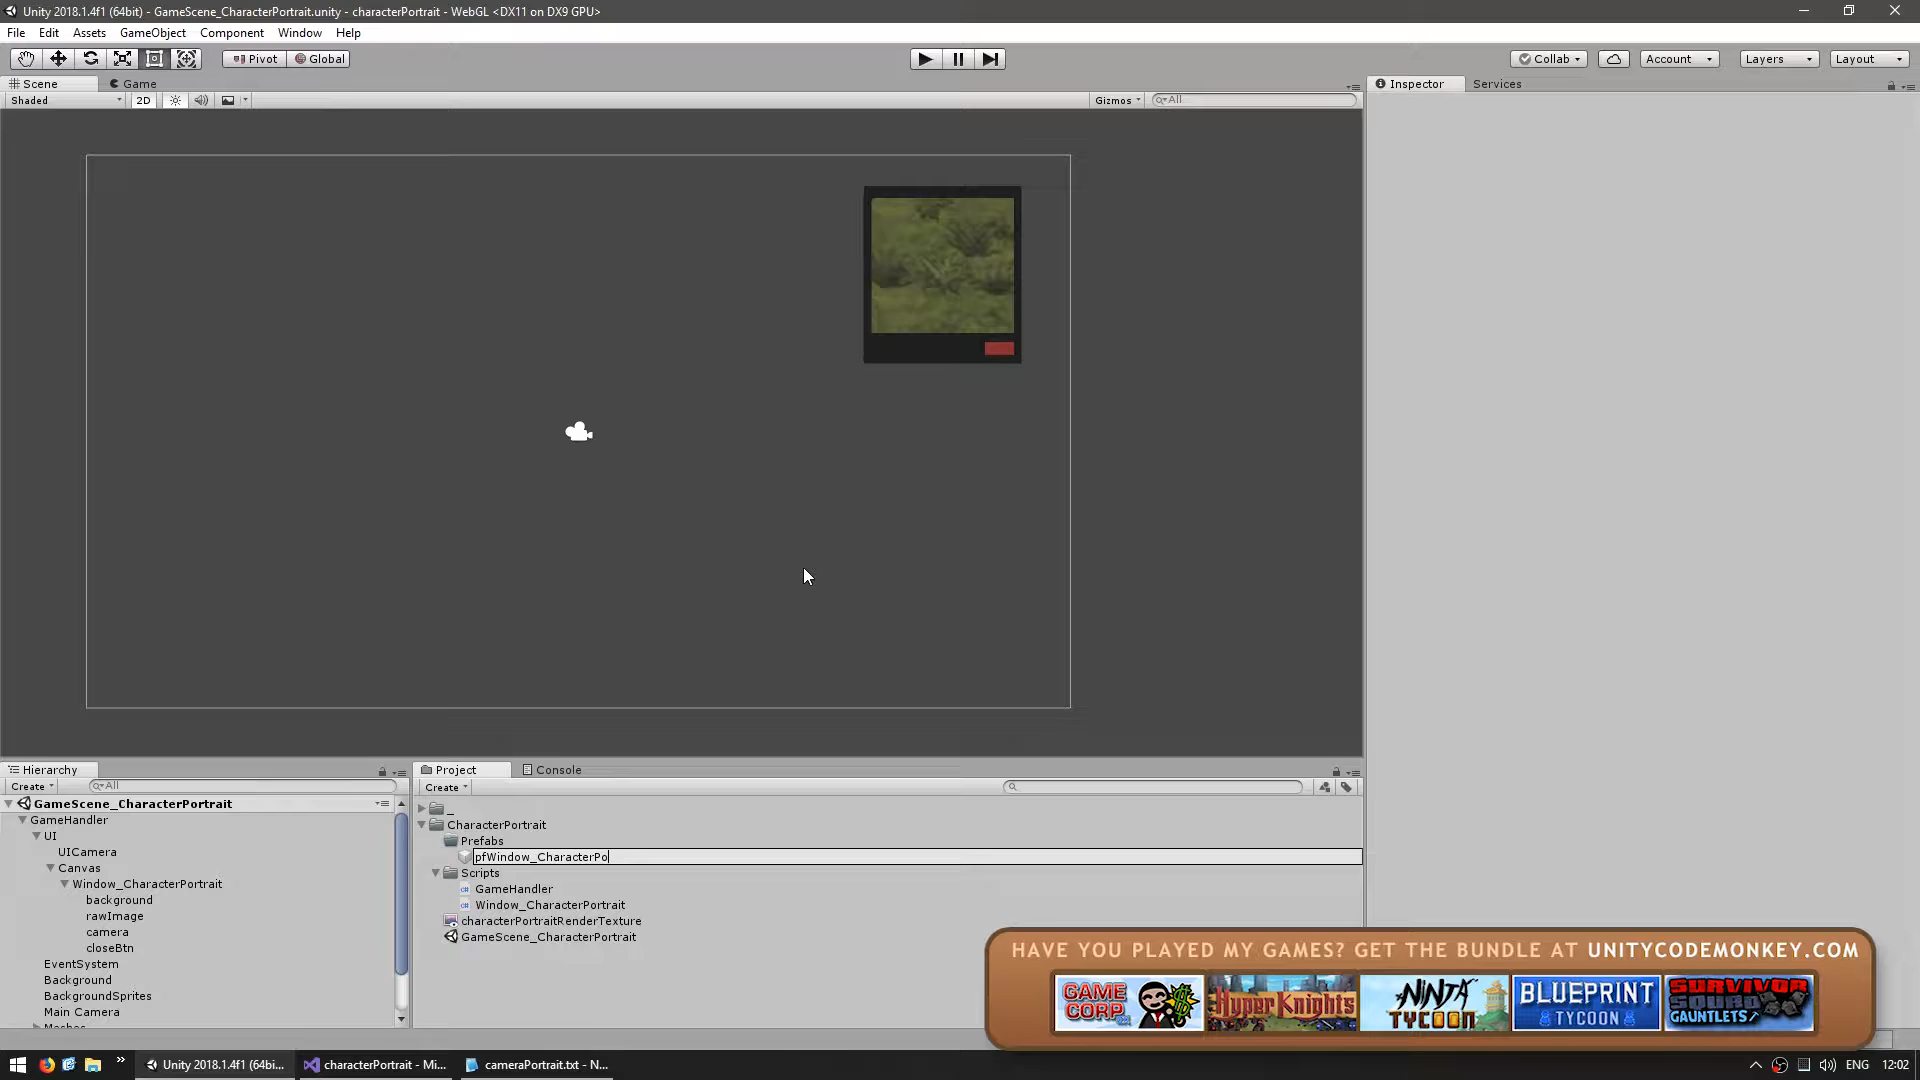 Unity 2018.1.4f1 (64bit) - GameScene_CharacterPortrait.unity - characterPortrait - WebGL <DX11 on DX9 GPU>
File Edit Assets GameObject Component Window Help
Pivot Global Collab Account Layers Layout
Scene Game Inspector Services
Shaded 2D Gizmos All
Hierarchy Project Console
Create All Create
GameScene_CharacterPortrait
GameHandler
UI
UICamera
Canvas
Window_CharacterPortrait
background
rawImage
camera
closeBtn
EventSystem
Background
BackgroundSprites
Main Camera
Meshes
_
CharacterPortrait
Prefabs
pfWindow_CharacterPo
Scripts
GameHandler
Window_CharacterPortrait
characterPortraitRenderTexture
GameScene_CharacterPortrait
HAVE YOU PLAYED MY GAMES? GET THE BUNDLE AT UNITYCODEMONKEY.COM
GAME CORP DX HYPER KNIGHTS NINJA TYCOON BLUEPRINT TYCOON SURVIVOR SQUAD GAUNTLETS
Unity 2018.1.4f1 (64bi... characterPortrait - Mi... cameraPortrait.txt - N... ENG 12:02